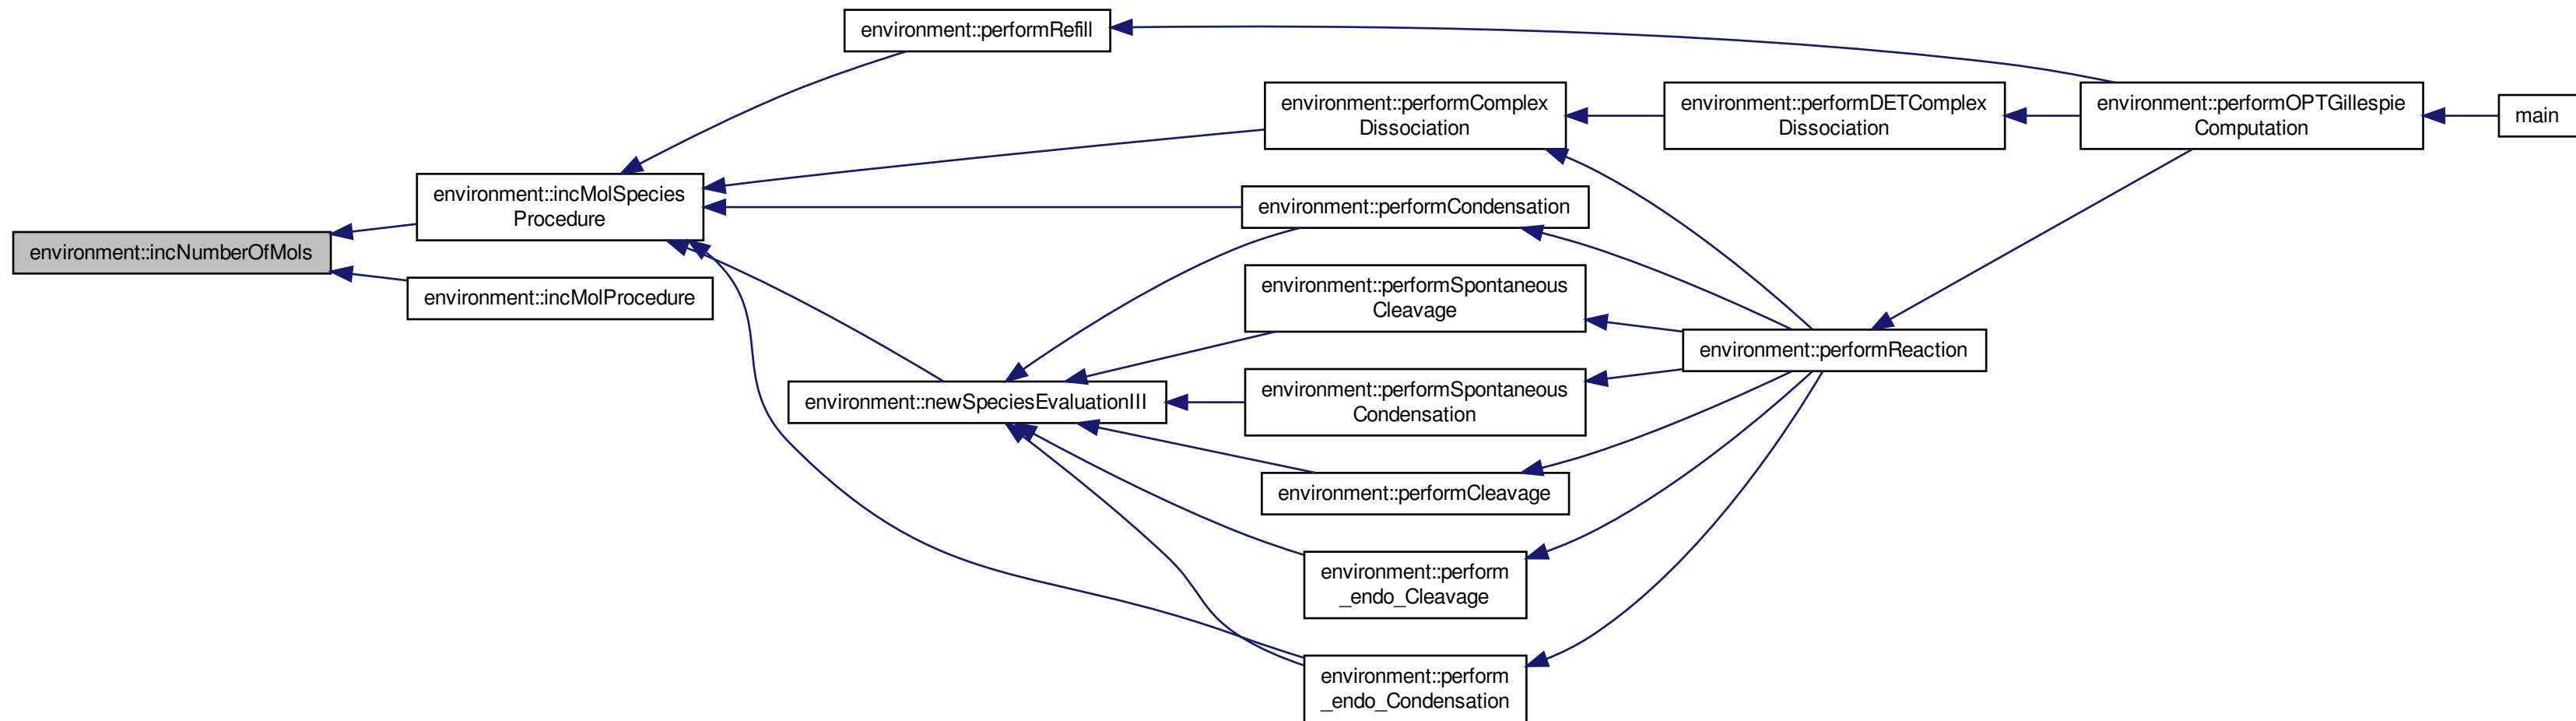 environment::performRefill
environment::performComplex
Dissociation
environment::performDETComplex
Dissociation
environment::performOPTGillespie
Computation
main
environment::incMolSpecies
Procedure
environment::performCondensation
environment::incNumberOfMols
environment::incMolProcedure
environment::performSpontaneous
Cleavage
environment::performReaction
environment::newSpeciesEvaluationIII
environment::performSpontaneous
Condensation
environment::performCleavage
environment::perform
_endo_Cleavage
environment::perform
_endo_Condensation